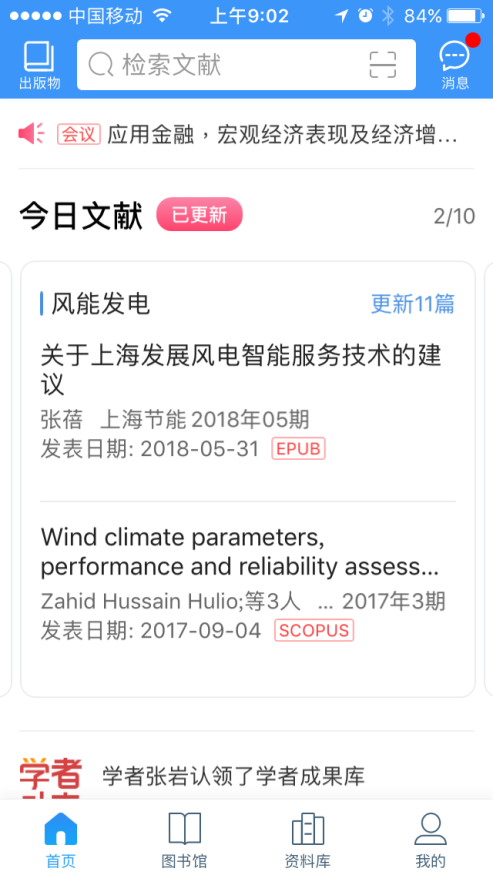 中国移动 上午9:02 84%
出版物 检索文献 消息
会议 应用金融，宏观经济表现及经济增...
今日文献 已更新 2/10
风能发电 更新11篇
关于上海发展风电智能服务技术的建
议
张蓓 上海节能 2018年05期
发表日期: 2018-05-31 EPUB
Wind climate parameters,
performance and reliability assess...
Zahid Hussain Hulio;等3人 ... 2017年3期
发表日期: 2017-09-04 SCOPUS
学者 学者张岩认领了学者成果库
首页 图书馆 资料库 我的